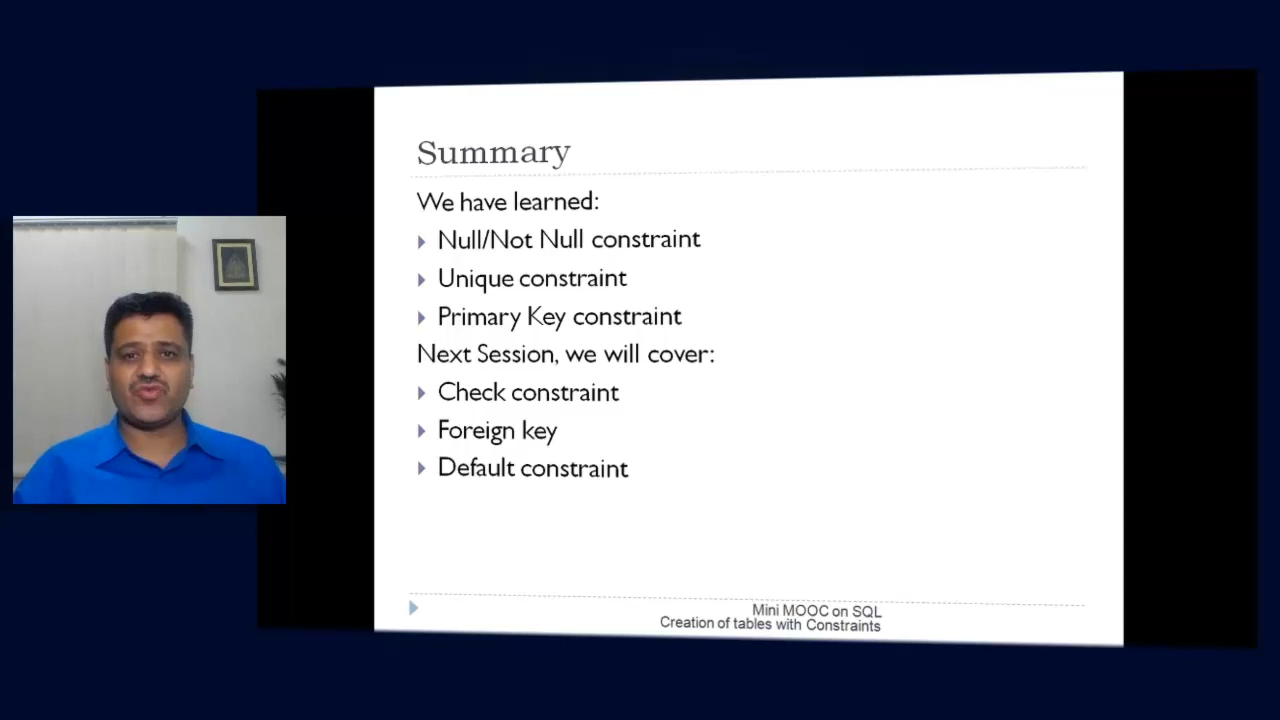 Summary
We have learned:
Null/Not Null constraint
Unique constraint
Primary Key constraint
Next Session, we will cover:
Check constraint
Foreign key
Default constraint
Mini MOOC on SQL
Creation of tables with Constraints